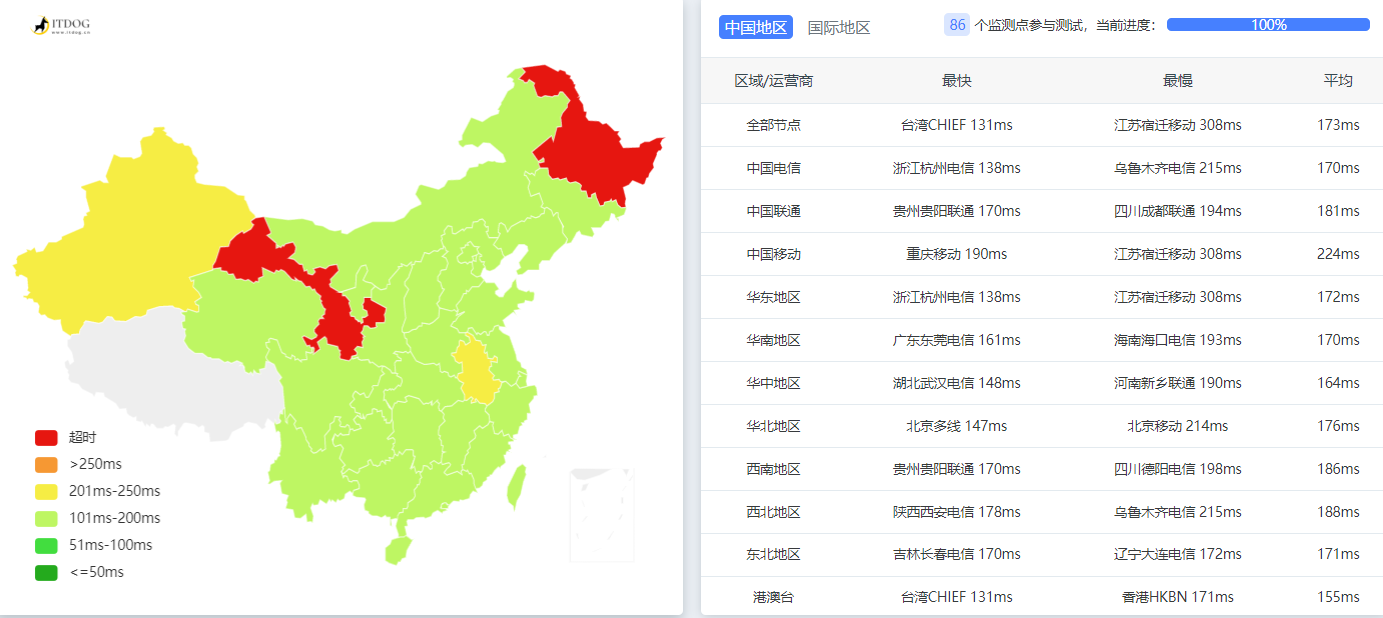 ITDOG
www.itdog.cn
超时
>250ms
201ms-250ms
101ms-200ms
51ms-100ms
<=50ms
中国地区 国际地区 86 个监测点参与测试，当前进度： 100%
区域/运营商 最快 最慢 平均
全部节点 台湾CHIEF 131ms 江苏宿迁移动 308ms 173ms
中国电信 浙江杭州电信 138ms 乌鲁木齐电信 215ms 170ms
中国联通 贵州贵阳联通 170ms 四川成都联通 194ms 181ms
中国移动 重庆移动 190ms 江苏宿迁移动 308ms 224ms
华东地区 浙江杭州电信 138ms 江苏宿迁移动 308ms 172ms
华南地区 广东东莞电信 161ms 海南海口电信 193ms 170ms
华中地区 湖北武汉电信 148ms 河南新乡联通 190ms 164ms
华北地区 北京多线 147ms 北京移动 214ms 176ms
西南地区 贵州贵阳联通 170ms 四川德阳电信 198ms 186ms
西北地区 陕西西安电信 178ms 乌鲁木齐电信 215ms 188ms
东北地区 吉林长春电信 170ms 辽宁大连电信 172ms 171ms
港澳台 台湾CHIEF 131ms 香港HKBN 171ms 155ms